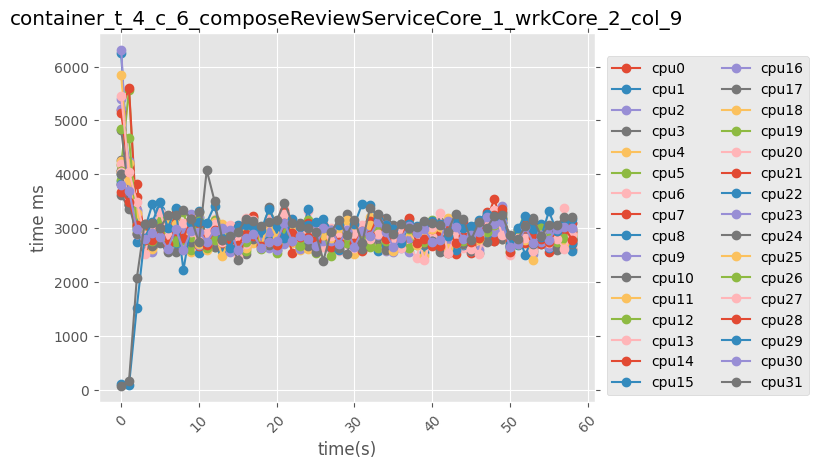 container_t_4_c_6_composeReviewServiceCore_1_wrkCore_2_col_9
time ms
6000
5000
4000
3000
2000
1000
0
0
10
20
30
40
50
60
time(s)
cpu0
cpu1
cpu2
cpu3
cpu4
cpu5
cpu6
cpu7
cpu8
cpu9
cpu10
cpu11
cpu12
cpu13
cpu14
cpu15
cpu16
cpu17
cpu18
cpu19
cpu20
cpu21
cpu22
cpu23
cpu24
cpu25
cpu26
cpu27
cpu28
cpu29
cpu30
cpu31